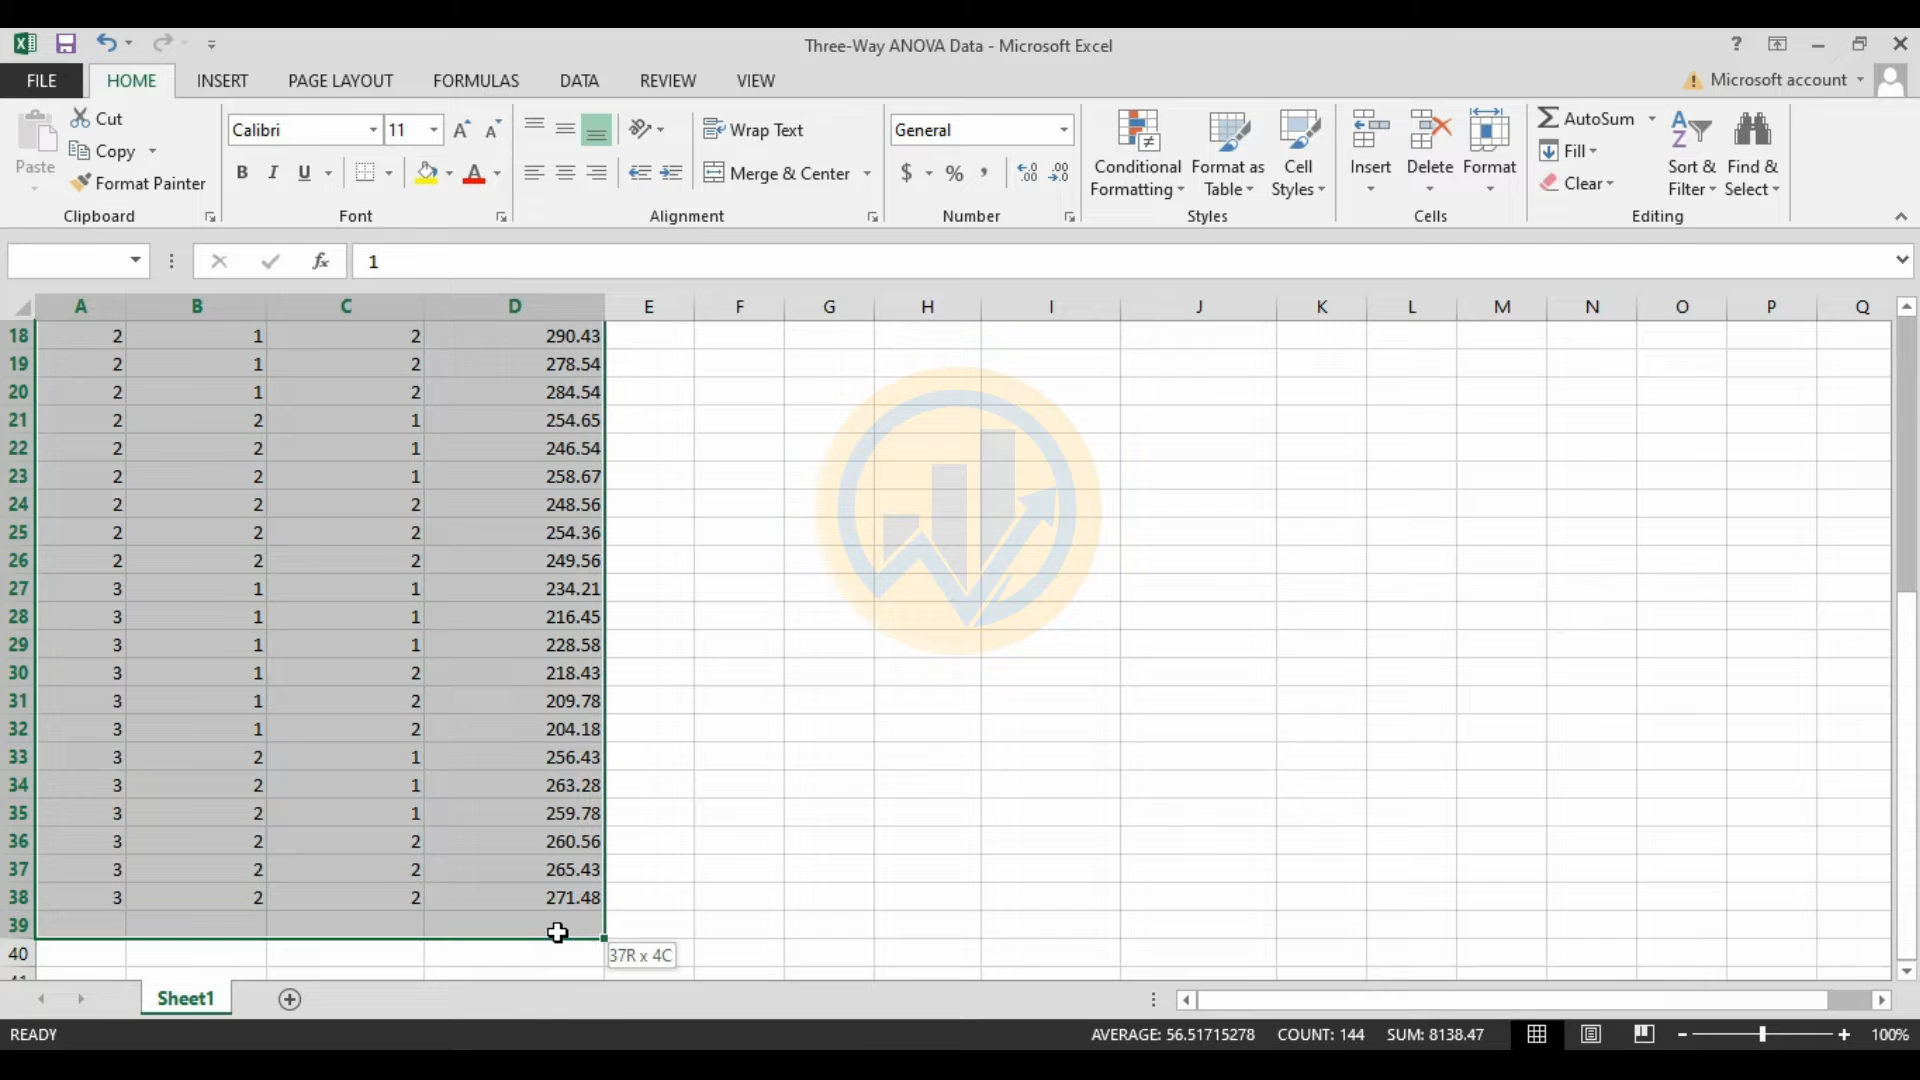 Three-Way ANOVA Data - Microsoft Excel
?
FILE HOME INSERT PAGE LAYOUT FORMULAS DATA REVIEW VIEW Microsoft account
Paste
Cut
Copy
Format Painter
Clipboard
Calibri 11 A A
B I U A
Font
Wrap Text
Merge & Center
Alignment
General
$ % ,
Number
Conditional Formatting
Format as Table
Cell Styles
Styles
Insert Delete Format
Cells
AutoSum
Fill
Clear
Sort & Filter
Find & Select
Editing
fx 1
A B C D E F G H I J K L M N O P Q
18 2 1 2 290.43
19 2 1 2 278.54
20 2 1 2 284.54
21 2 2 1 254.65
22 2 2 1 246.54
23 2 2 1 258.67
24 2 2 2 248.56
25 2 2 2 254.36
26 2 2 2 249.56
27 3 1 1 234.21
28 3 1 1 216.45
29 3 1 1 228.58
30 3 1 2 218.43
31 3 1 2 209.78
32 3 1 2 204.18
33 3 2 1 256.43
34 3 2 1 263.28
35 3 2 1 259.78
36 3 2 2 260.56
37 3 2 2 265.43
38 3 2 2 271.48
39
40 37R x 4C
Sheet1
READY AVERAGE: 56.51715278 COUNT: 144 SUM: 8138.47 100%